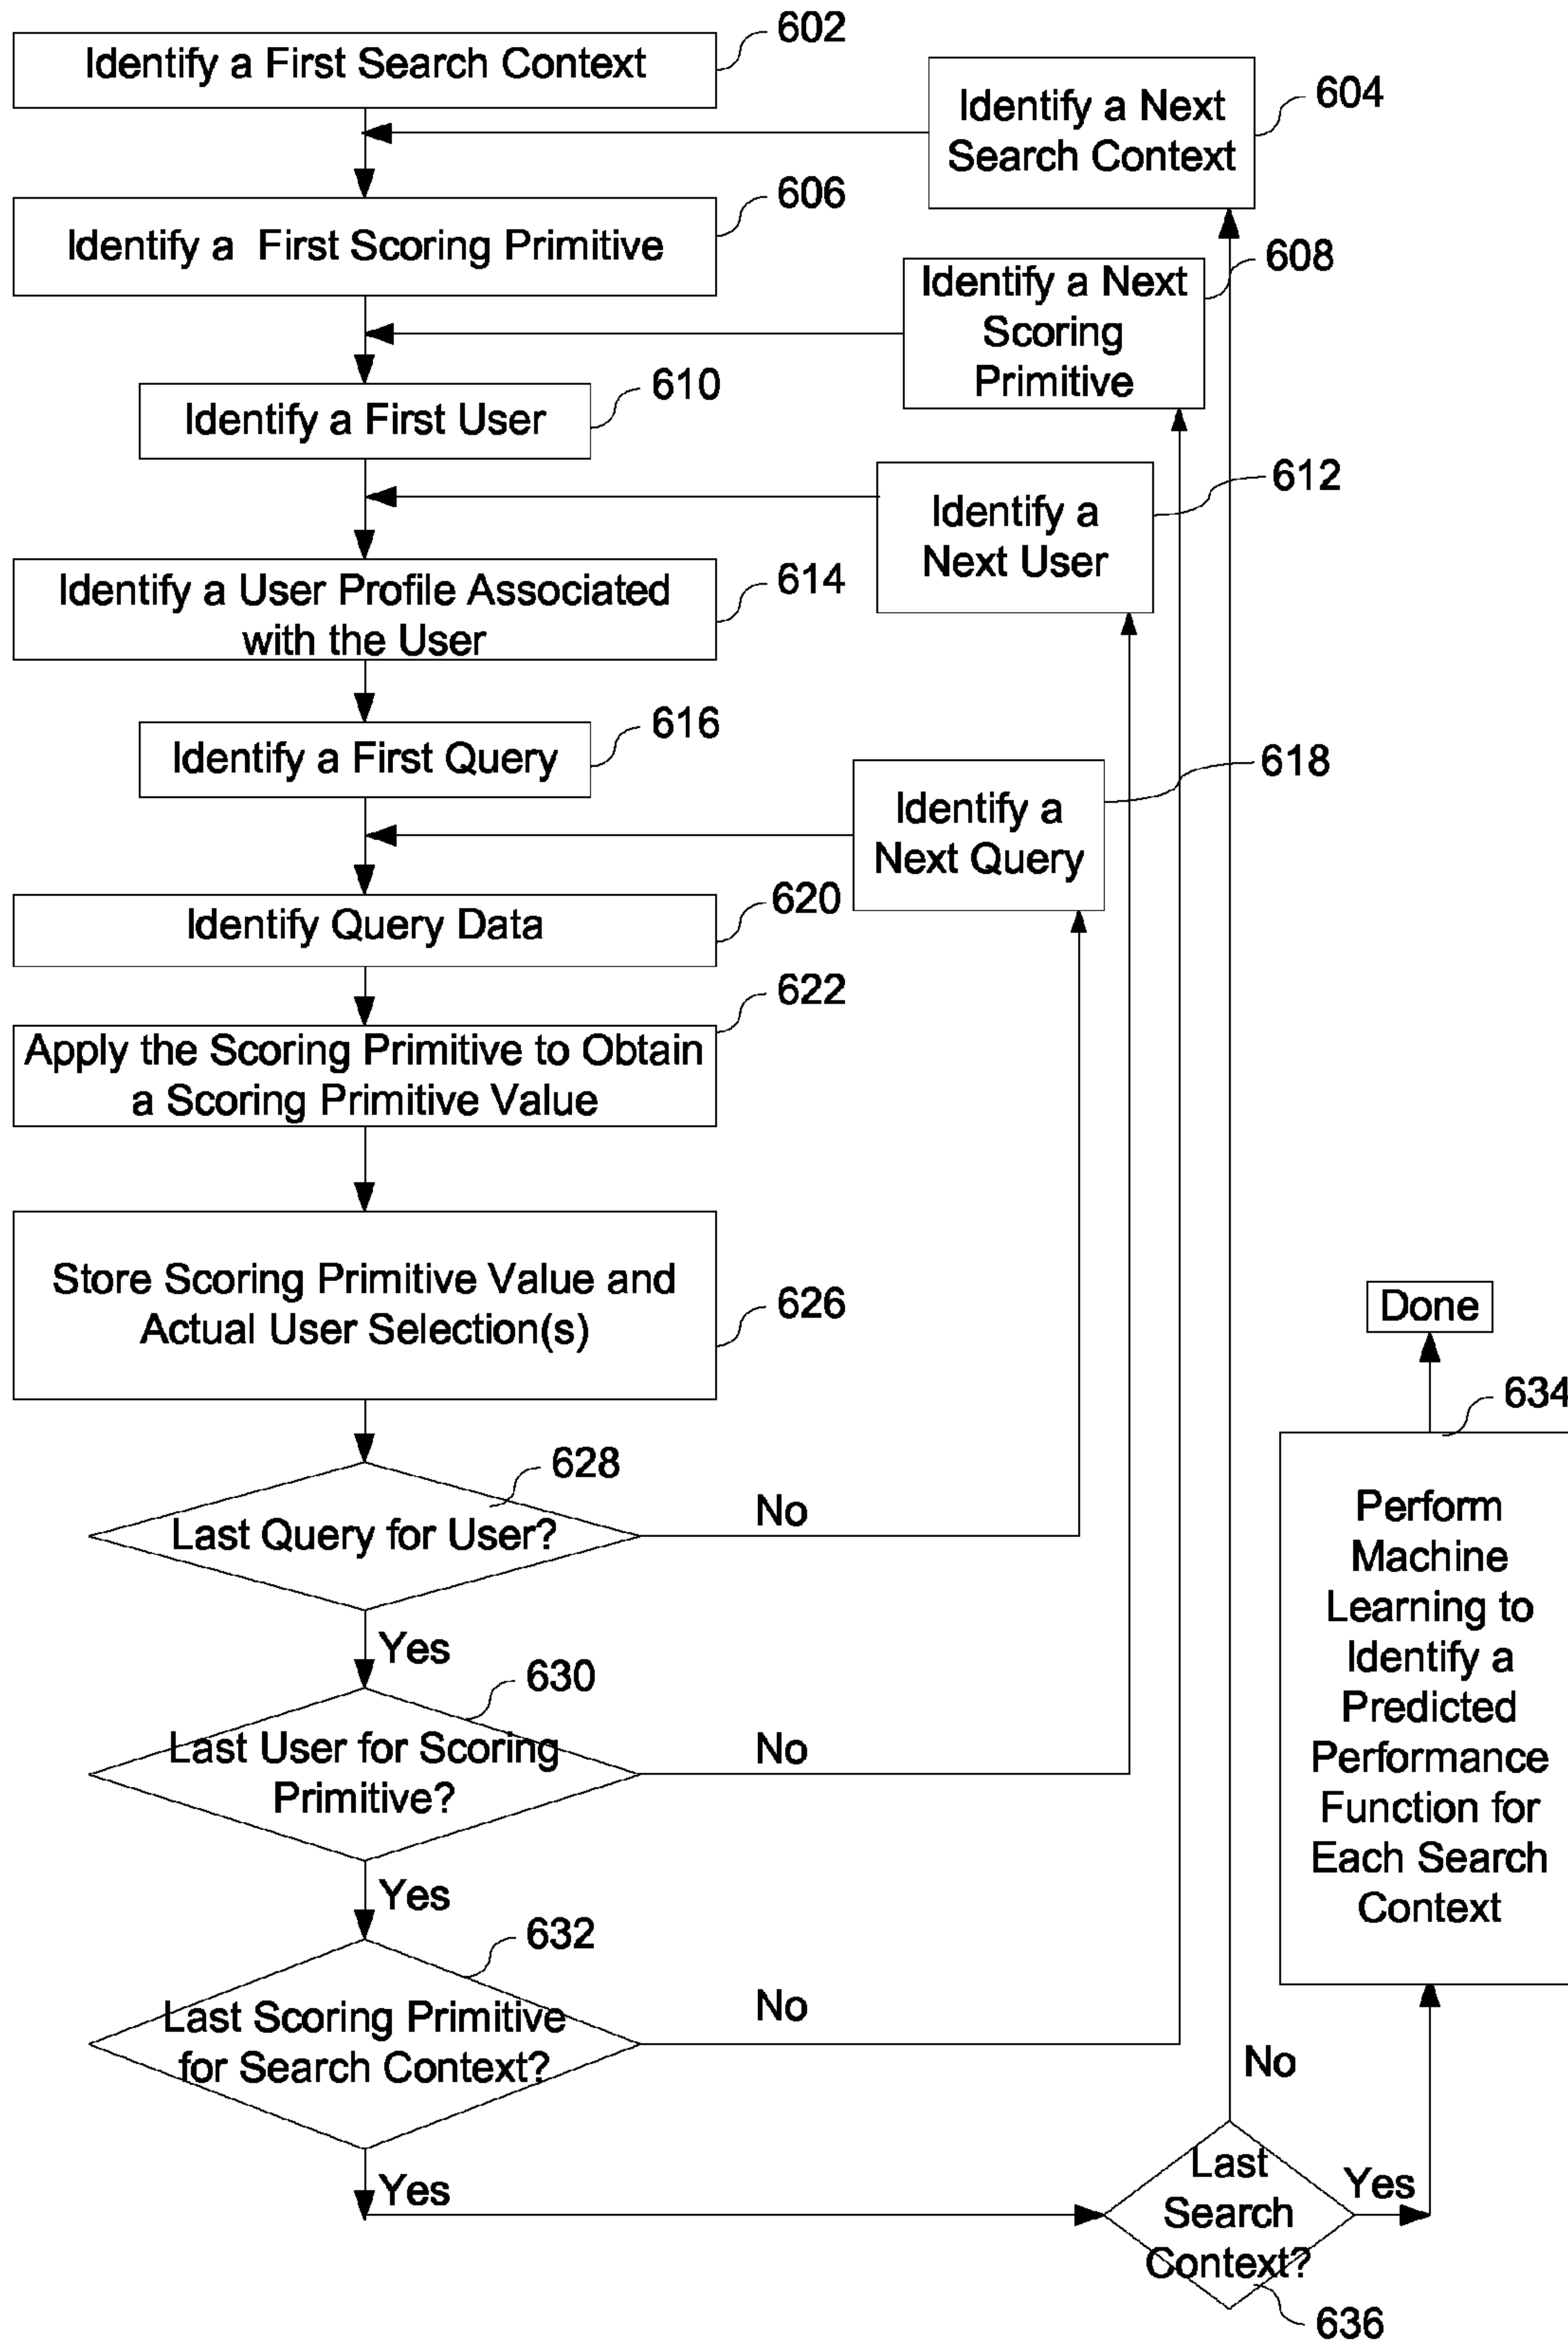 Identify a First Search Context
602
Identify a Next
Search Context
604
Identify a First Scoring Primitive
606
Identify a Next
Scoring
Primitive
608
Identify a First User
610
Identify a
Next User
612
Identify a User Profile Associated
with the User
614
Identify a First Query
616
Identify a
Next Query
618
Identify Query Data
620
Apply the Scoring Primitive to Obtain
a Scoring Primitive Value
622
Store Scoring Primitive Value and
Actual User Selection(s)
626
Last Query for User?
628
No
Yes
Last User for Scoring
Primitive?
630
No
Yes
Last Scoring Primitive
for Search Context?
632
No
Yes
Last
Search
Context?
636
No
Yes
Perform
Machine
Learning to
Identify a
Predicted
Performance
Function for
Each Search
Context
634
Done